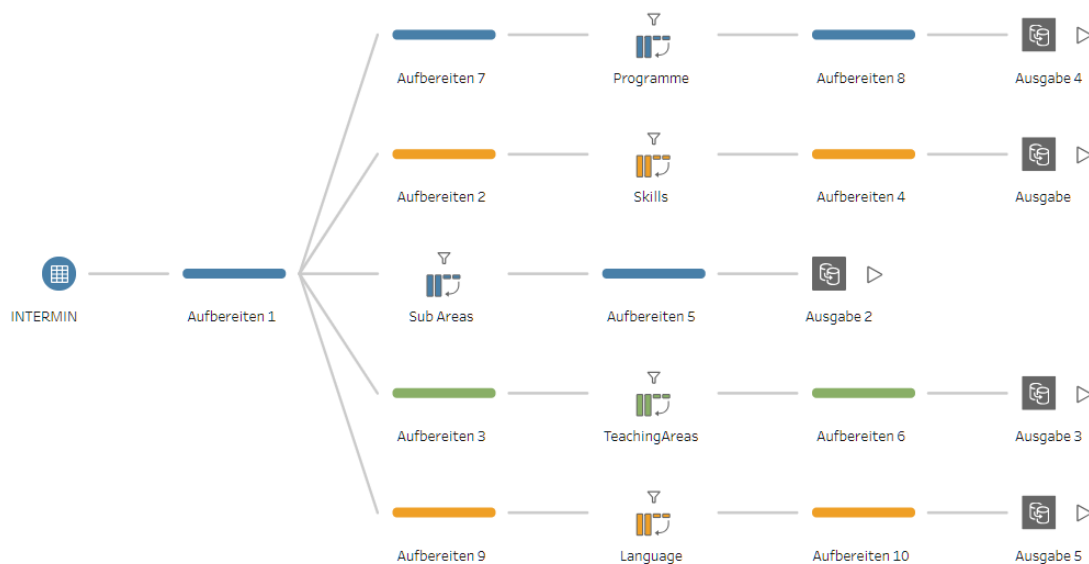 Aufbereiten 7
Programme
Aufbereiten 8
Ausgabe 4
Aufbereiten 2
Skills
Aufbereiten 4
Ausgabe
INTERMIN
Aufbereiten 1
Sub Areas
Aufbereiten 5
Ausgabe 2
Aufbereiten 3
TeachingAreas
Aufbereiten 6
Ausgabe 3
Aufbereiten 9
Language
Aufbereiten 10
Ausgabe 5